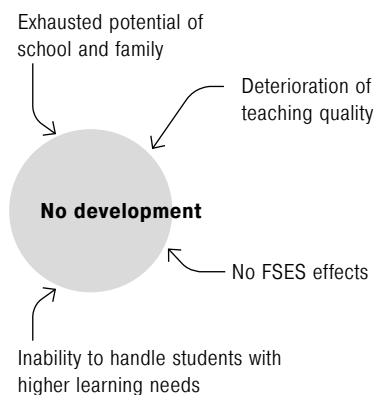 Exhausted potential of
school and family
Deterioration of
teaching quality
No development
No FSES effects
Inability to handle students with
higher learning needs